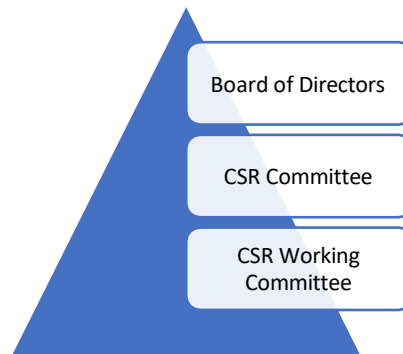 Board of Directors
CSR Committee
CSR Working
Committee